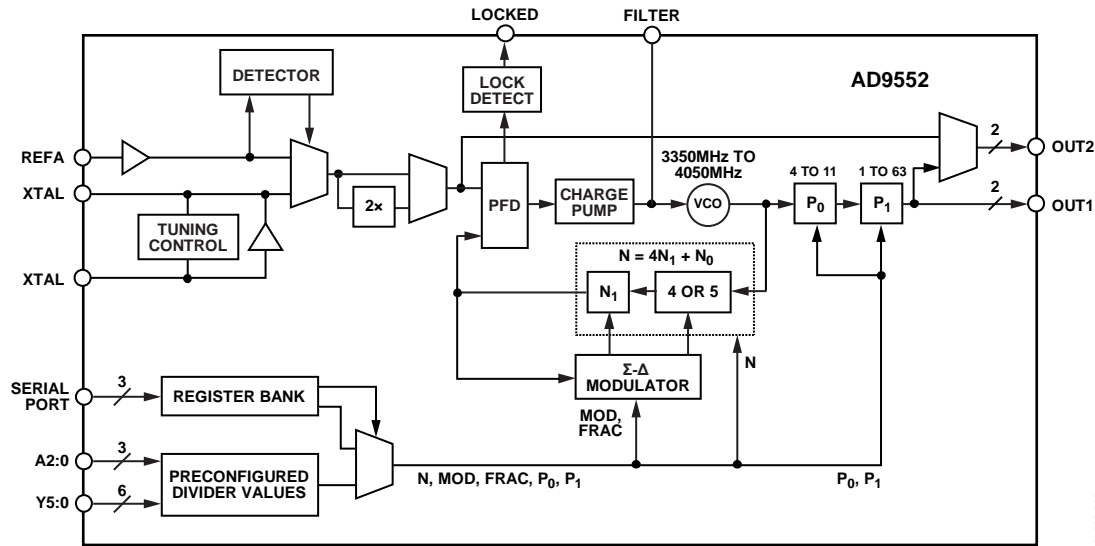 LOCKED
FILTER
DETECTOR
LOCK
DETECT
AD9552
REFA
XTAL
2×
TUNING
CONTROL
XTAL
PFD
CHARGE
PUMP
3350MHz TO
4050MHz
VCO
4 TO 11
P0
1 TO 63
P1
2
OUT2
2
OUT1
N = 4N1 + N0
N1
4 OR 5
Σ-Δ
MODULATOR
N
MOD,
FRAC
SERIAL
PORT
3
REGISTER BANK
A2:0
3
Y5:0
6
PRECONFIGURED
DIVIDER VALUES
N, MOD, FRAC, P0, P1
P0, P1